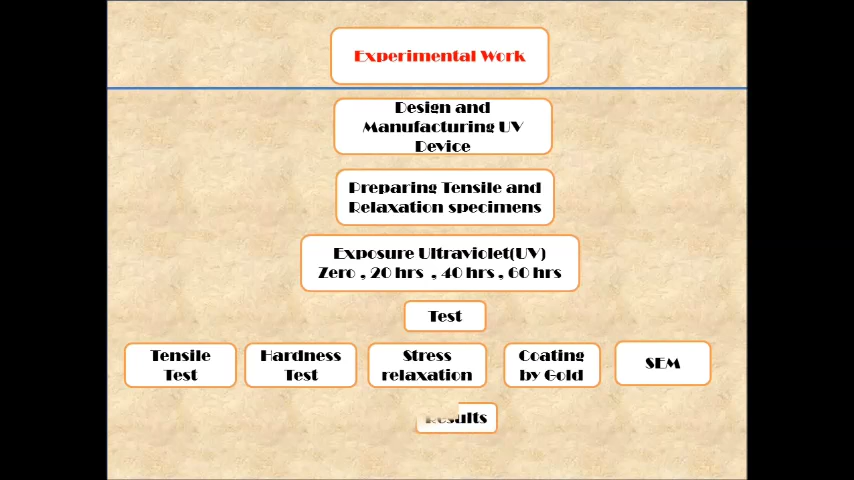 Experimental Work
Design and
Manufacturing UV
Device
Preparing Tensile and
Relaxation specimens
Exposure Ultraviolet(UV)
Zero , 20 hrs , 40 hrs , 60 hrs
Test
Tensile
Test
Hardness
Test
Stress
relaxation
Coating
by Gold
SEM
Results